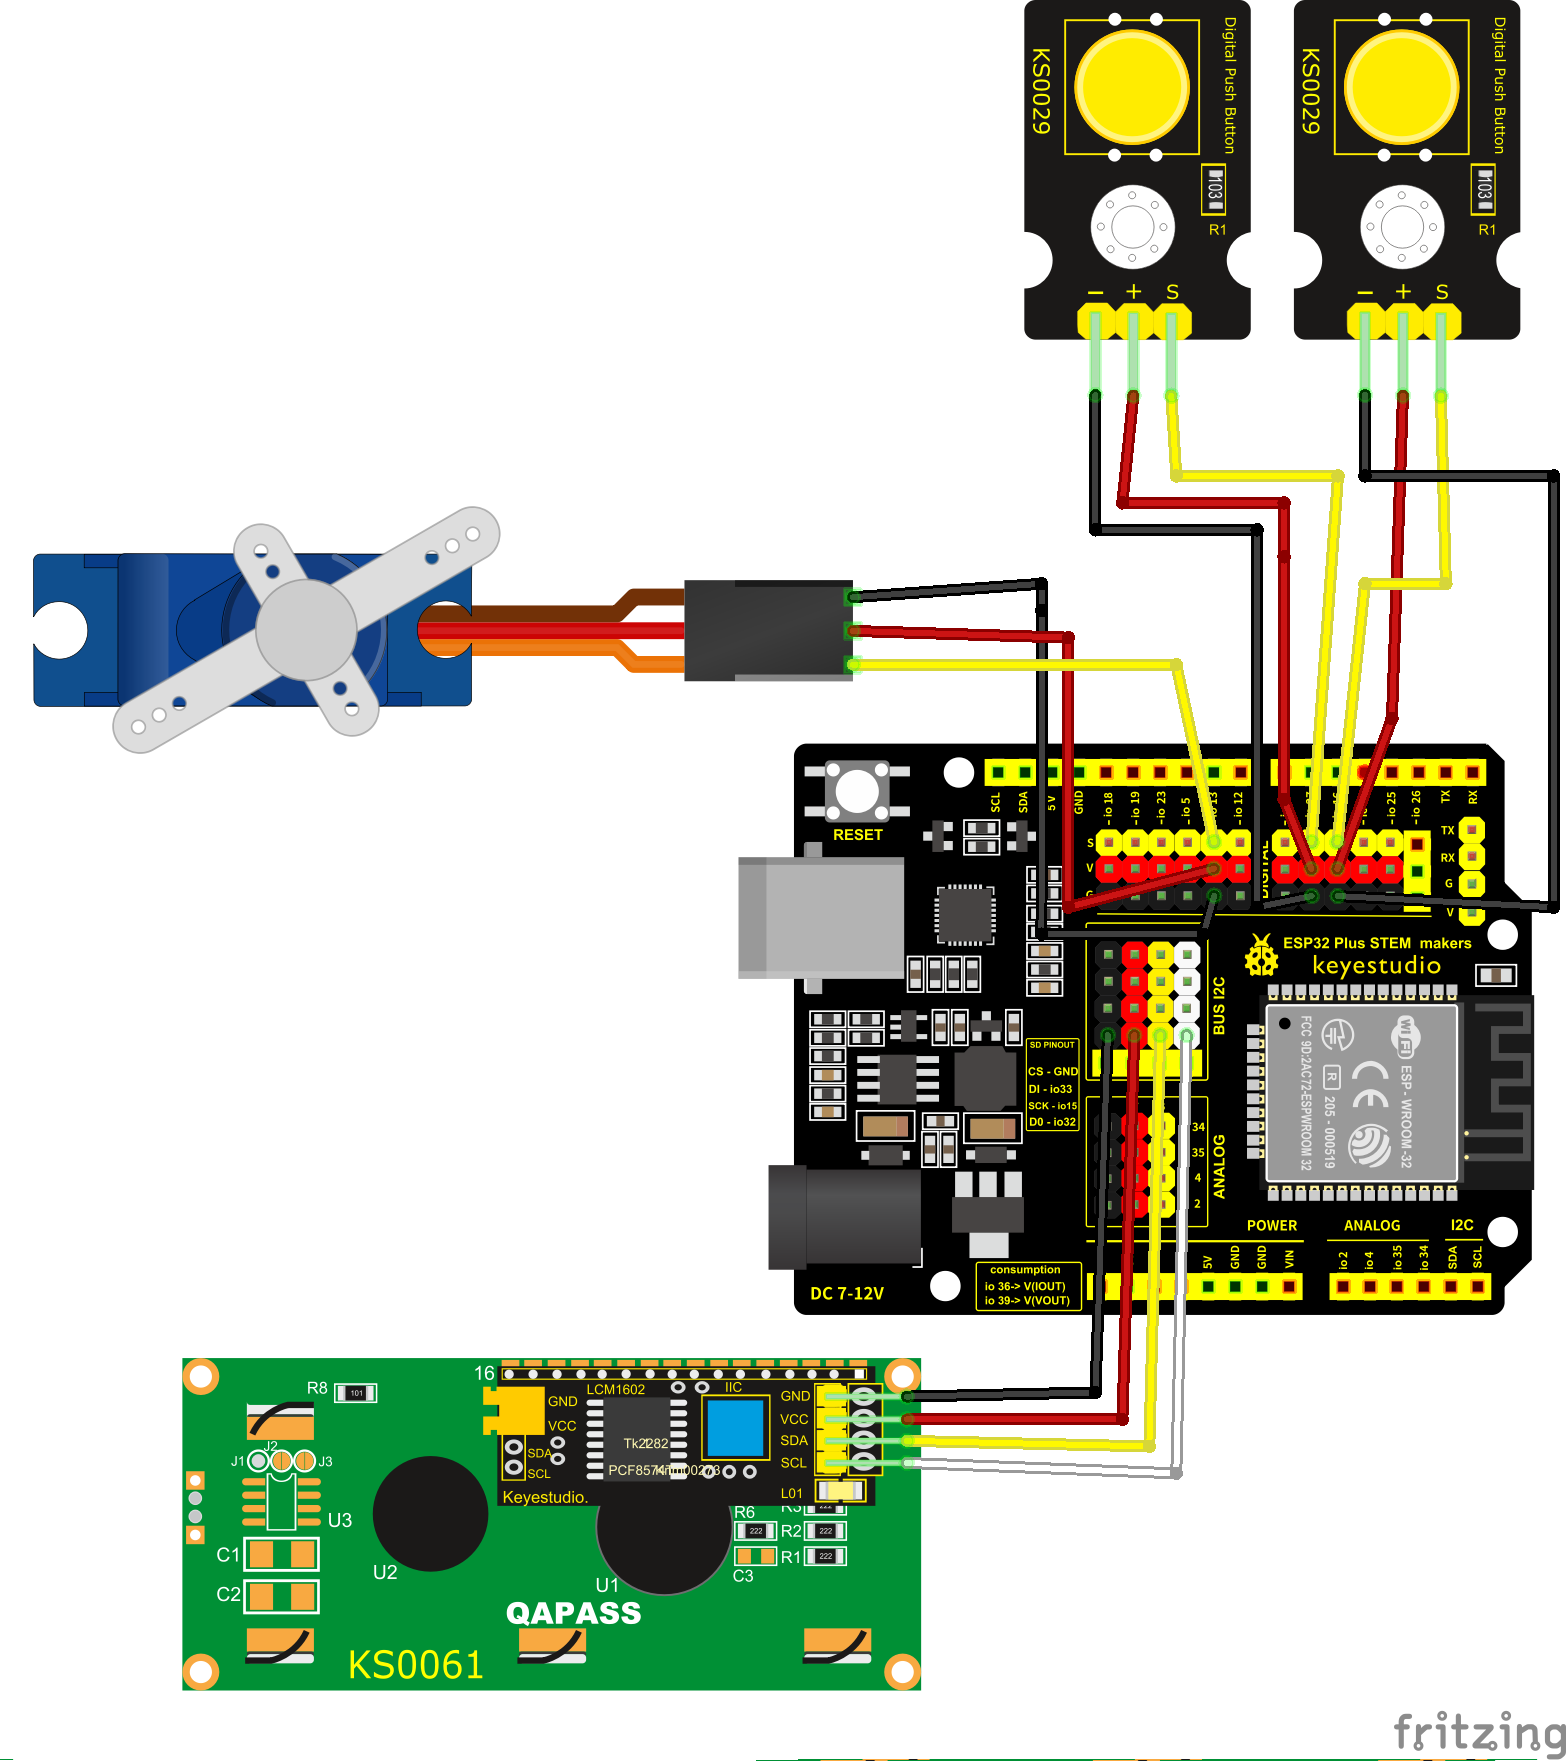 KS0029
Digital Push Button
103
R1
− + S
KS0029
Digital Push Button
103
R1
− + S
RESET
SCL
SDA
5 V
GND
io 18
io 19
io 23
io 5
io 12
io 25
io 26
TX
RX
S
V
G
DIGITAL
TX
RX
G
V
ESP32 Plus STEM makers
keyestudio
BUS I2C
SD PINOUT
CS - GND
DI - io33
SCK - io15
D0 - io32
WiFi
ESP - WROOM -32
CE
R
205 - 000519
FCC 9D:2AC72-ESPWROOM 32
34
35
4
2
ANALOG
POWER
ANALOG
I2C
5V
GND
GND
VIN
io 2
io 4
io 35
io 34
SDA
SCL
consumption
io 36-> V(IOUT)
io 39-> V(VOUT)
DC 7-12V
16
LCM1602
IIC
GND
VCC
SDA
SCL
GND
VCC
SDA
SCL
Keyestudio.
L01
R8
101
J2
J1
J3
U3
C1
C2
U2
U1
R6
222
R3
222
R2
222
R1
C3
QAPASS
KS0061
fritzing